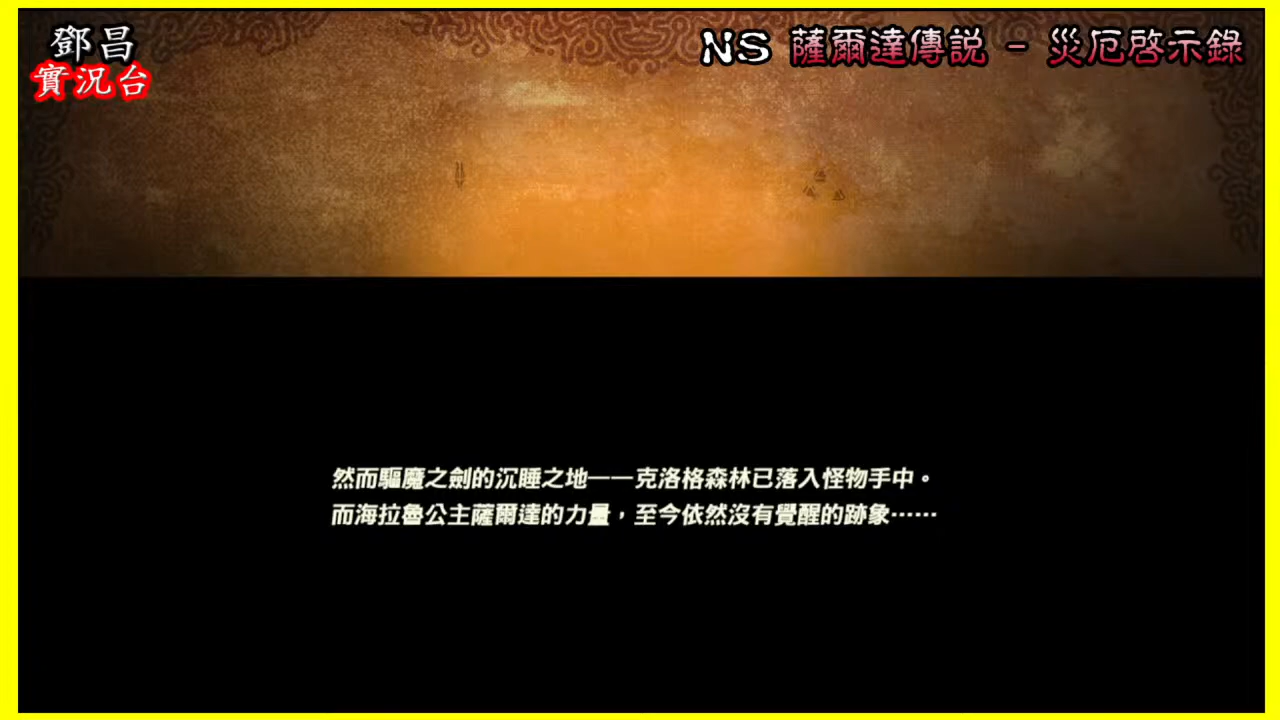 鄧昌
實況台
NS 薩爾達傳説 - 災厄啓示錄
然而驅魔之劍的沉睡之地——克洛格森林已落入怪物手中。
而海拉魯公主薩爾達的力量，至今依然沒有覺醒的跡象……